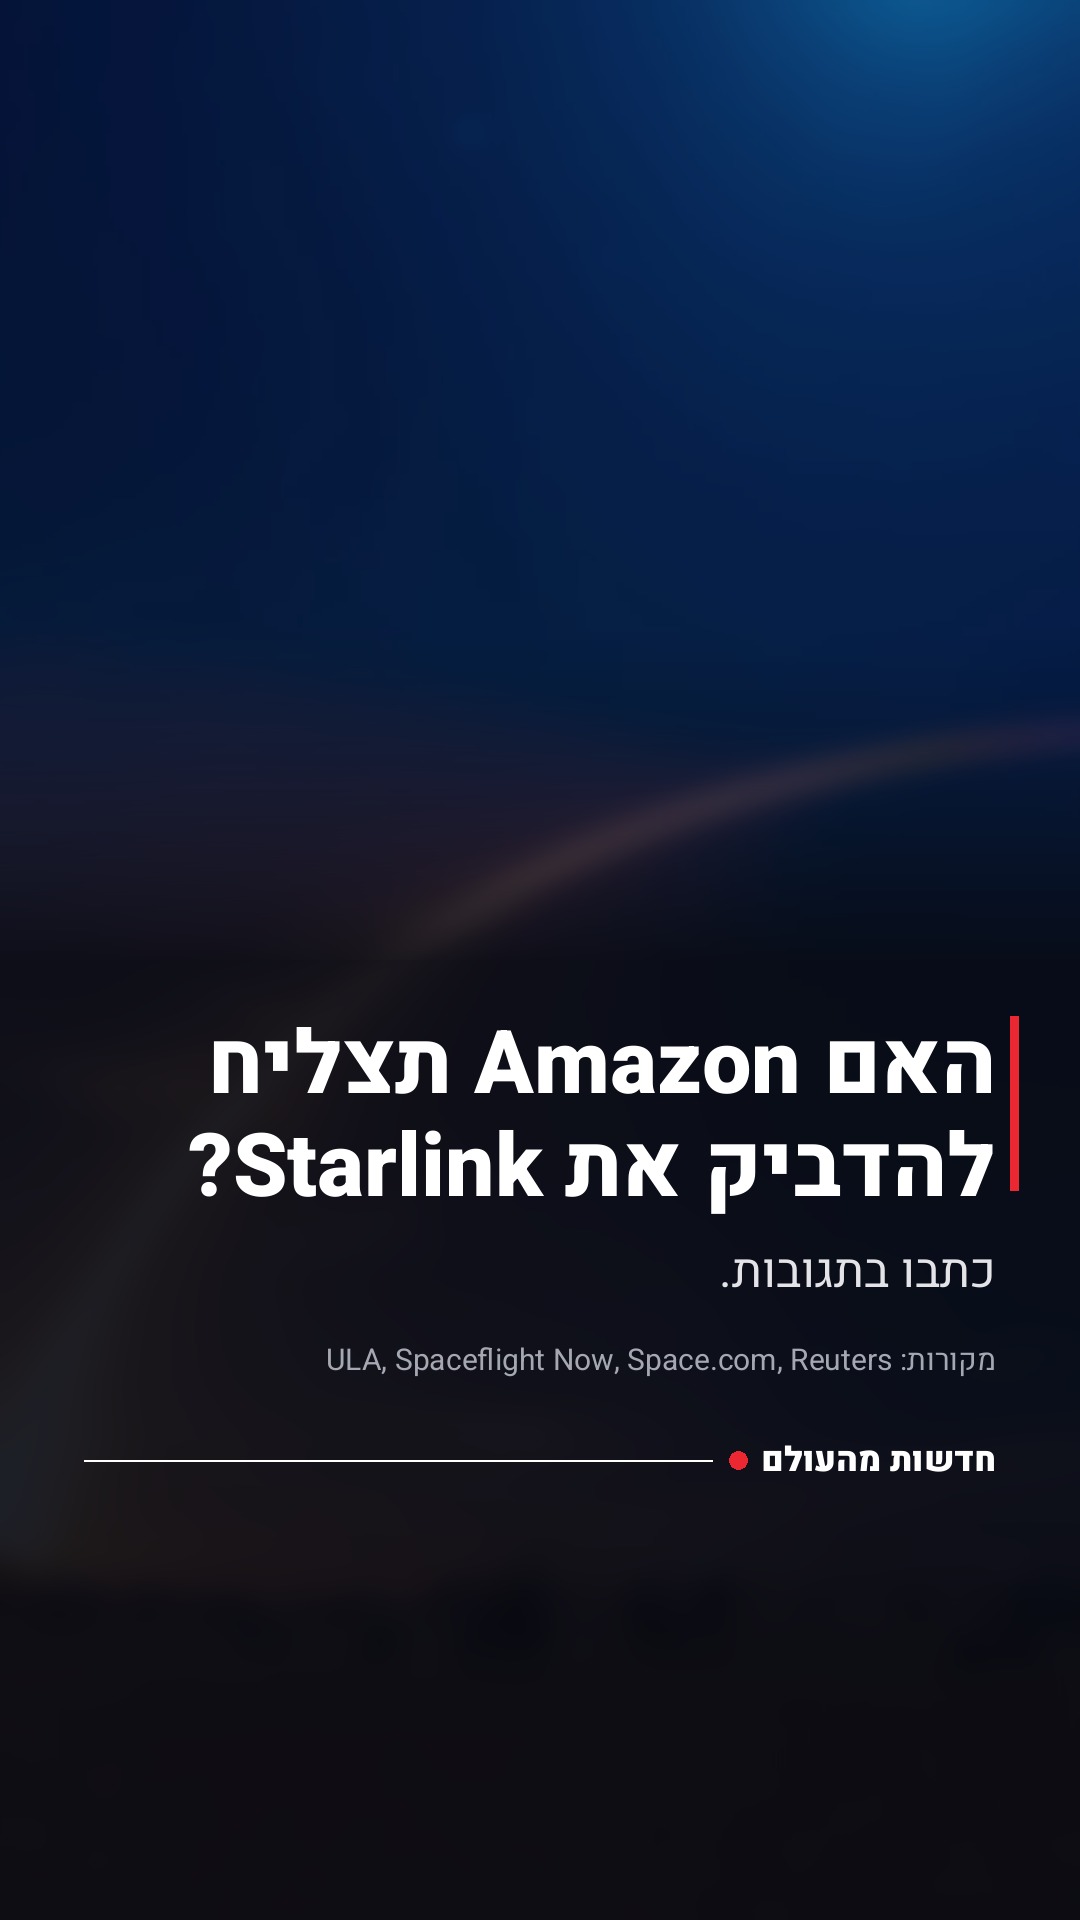 האם Amazon תצליח
להדביק את Starlink?
כתבו בתגובות.
מקורות: ULA, Spaceflight Now, Space.com, Reuters
חדשות מהעולם